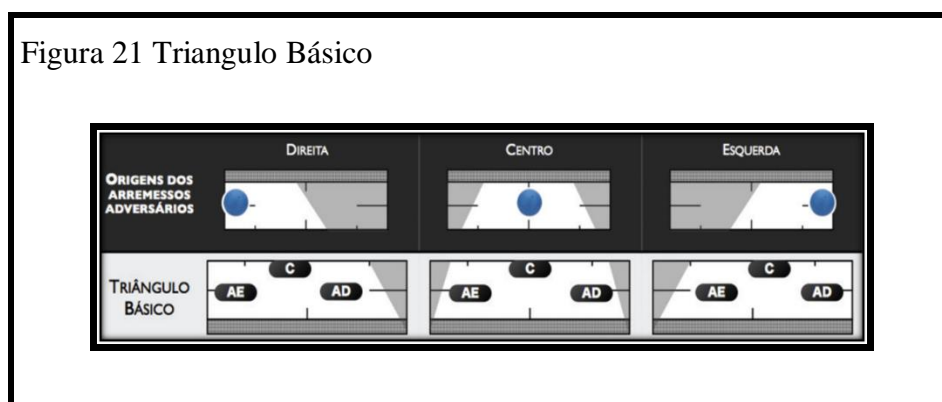 Figura 21 Triangulo Básico
DIREITA
CENTRO
ESQUERDA
ORIGENS DOS
ARREMESSOS
ADVERSÁRIOS
TRIÂNGULO
BÁSICO
C
AE
AD
C
AE
AD
C
AE
AD